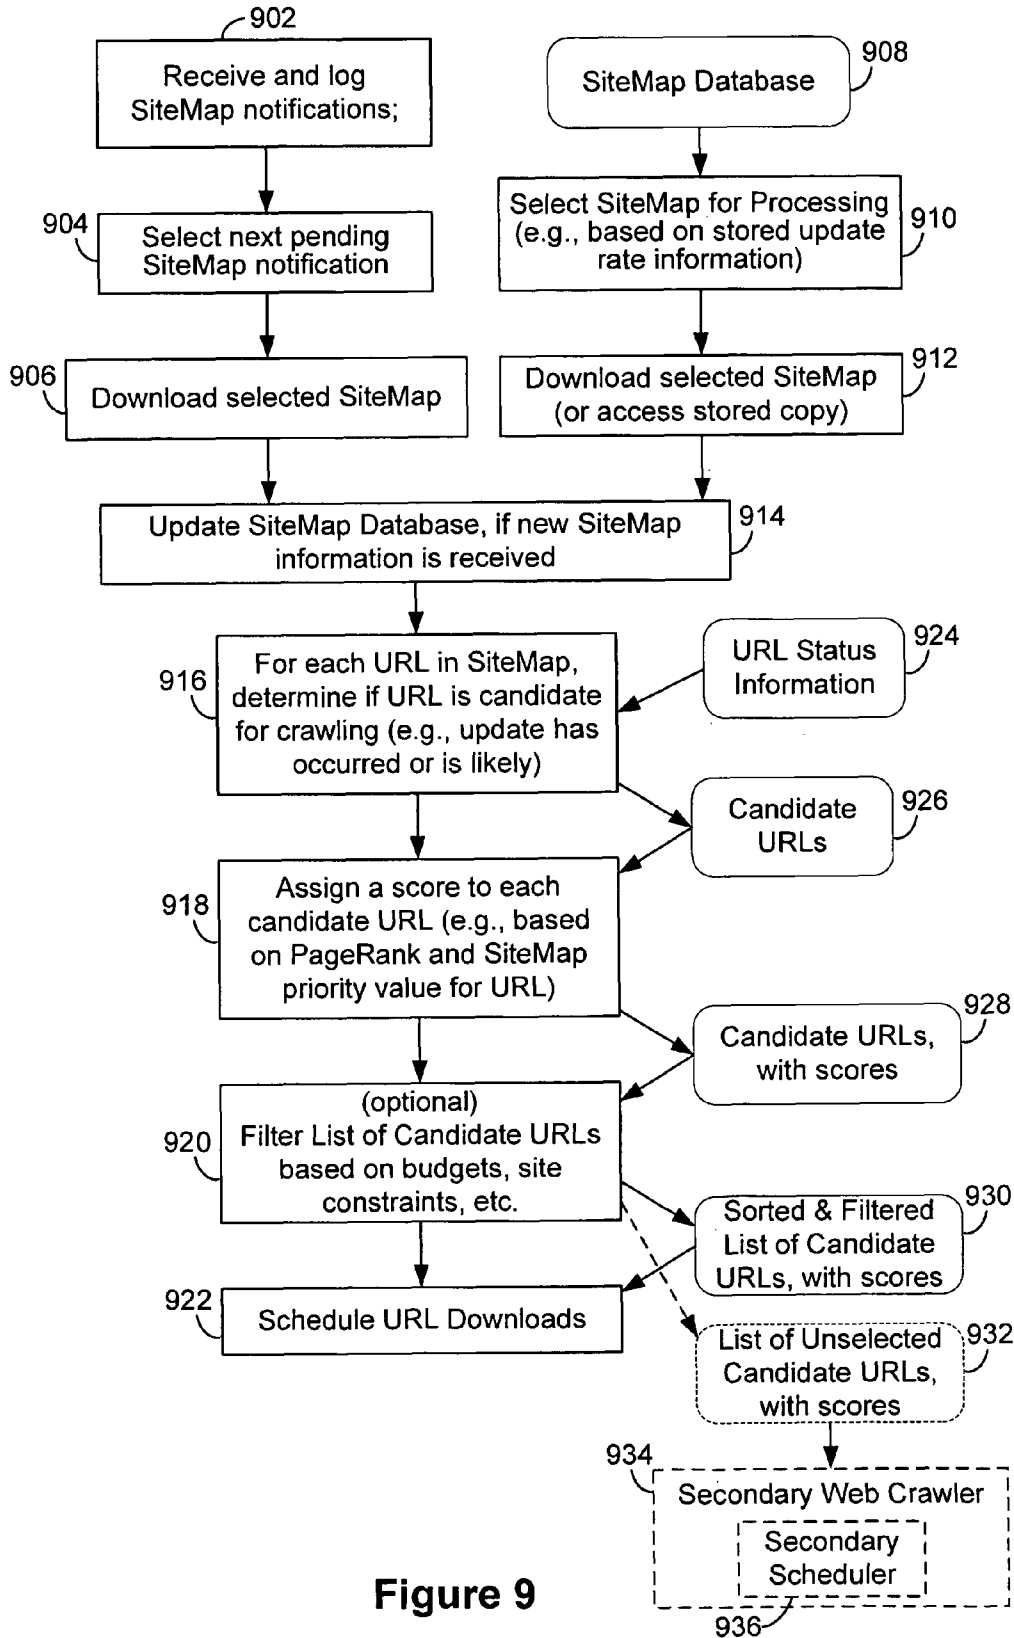 902
Receive and log
SiteMap notifications;
904
Select next pending
SiteMap notification
906
Download selected SiteMap
908
SiteMap Database
910
Select SiteMap for Processing
(e.g., based on stored update
rate information)
912
Download selected SiteMap
(or access stored copy)
914
Update SiteMap Database, if new SiteMap
information is received
916
For each URL in SiteMap,
determine if URL is candidate
for crawling (e.g., update has
occurred or is likely)
924
URL Status
Information
926
Candidate
URLs
918
Assign a score to each
candidate URL (e.g., based
on PageRank and SiteMap
priority value for URL)
928
Candidate URLs,
with scores
920
(optional)
Filter List of Candidate URLs
based on budgets, site
constraints, etc.
930
Sorted & Filtered
List of Candidate
URLs, with scores
922
Schedule URL Downloads
932
List of Unselected
Candidate URLs,
with scores
934
Secondary Web Crawler
Secondary
Scheduler
936
Figure 9